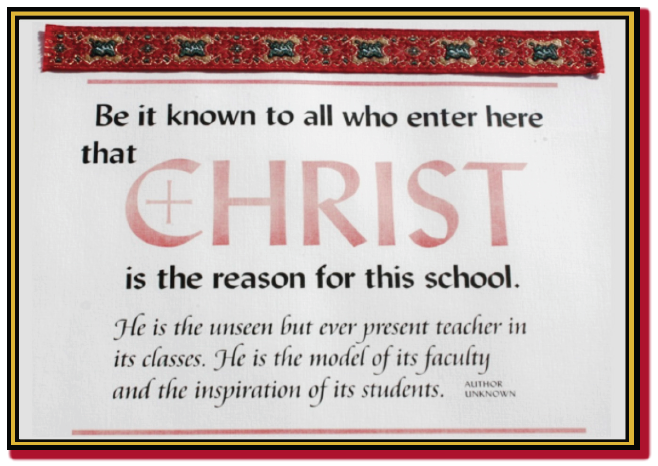 Be it known to all who enter here
that
CHRIST
is the reason for this school.
He is the unseen but ever present teacher in
its classes. He is the model of its faculty
and the inspiration of its students.
AUTHOR
UNKNOWN